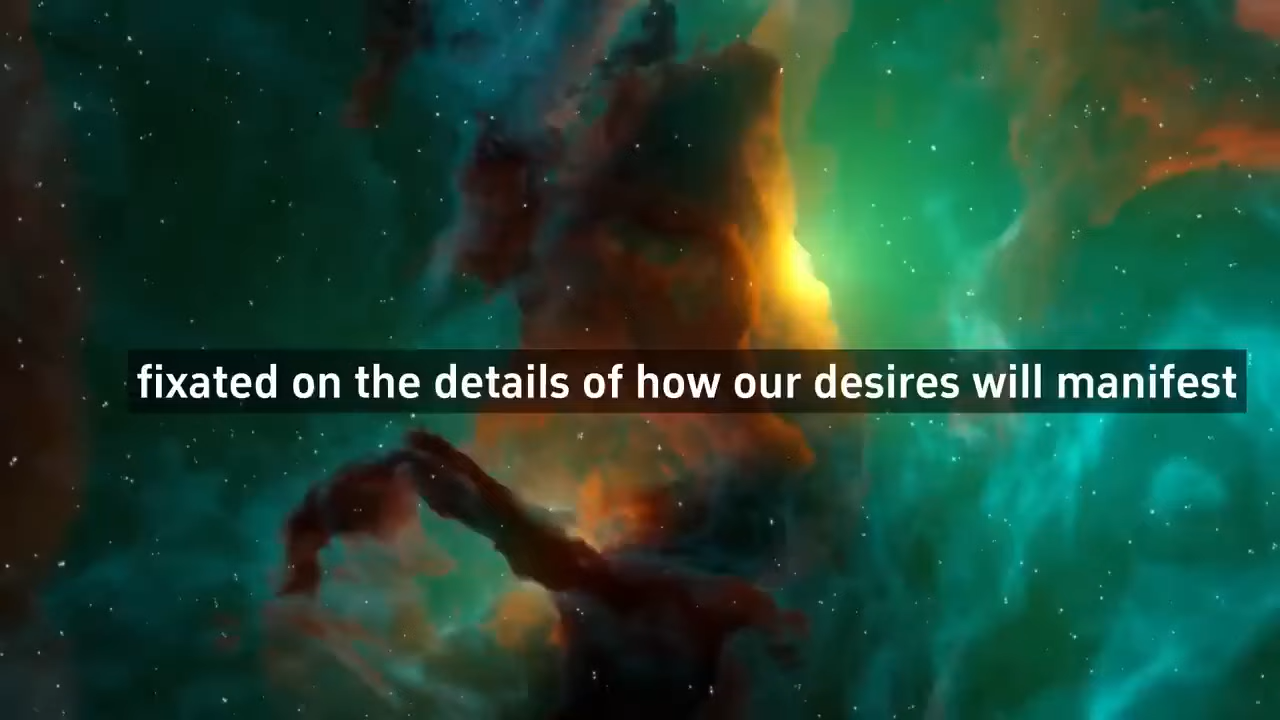 fixated on the details of how our desires will manifest